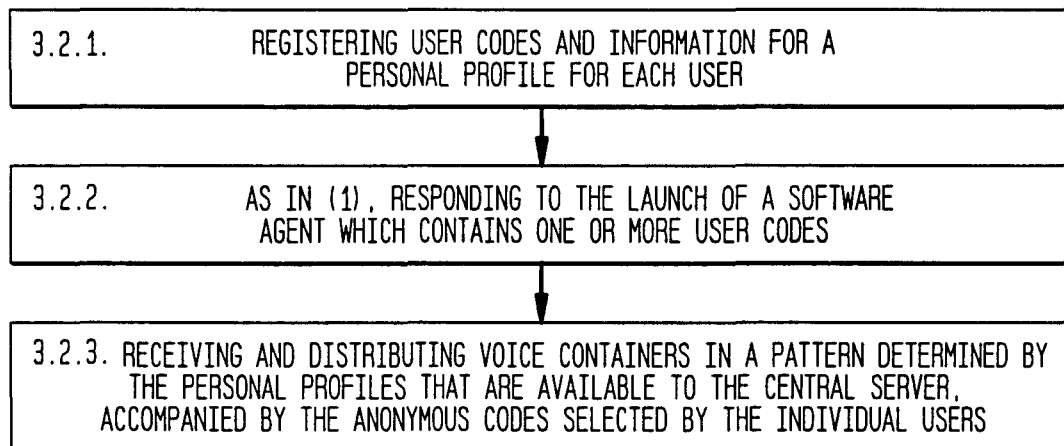 3.2.1. REGISTERING USER CODES AND INFORMATION FOR A
PERSONAL PROFILE FOR EACH USER
3.2.2. AS IN (1), RESPONDING TO THE LAUNCH OF A SOFTWARE
AGENT WHICH CONTAINS ONE OR MORE USER CODES
3.2.3. RECEIVING AND DISTRIBUTING VOICE CONTAINERS IN A PATTERN DETERMINED BY
THE PERSONAL PROFILES THAT ARE AVAILABLE TO THE CENTRAL SERVER,
ACCOMPANIED BY THE ANONYMOUS CODES SELECTED BY THE INDIVIDUAL USERS